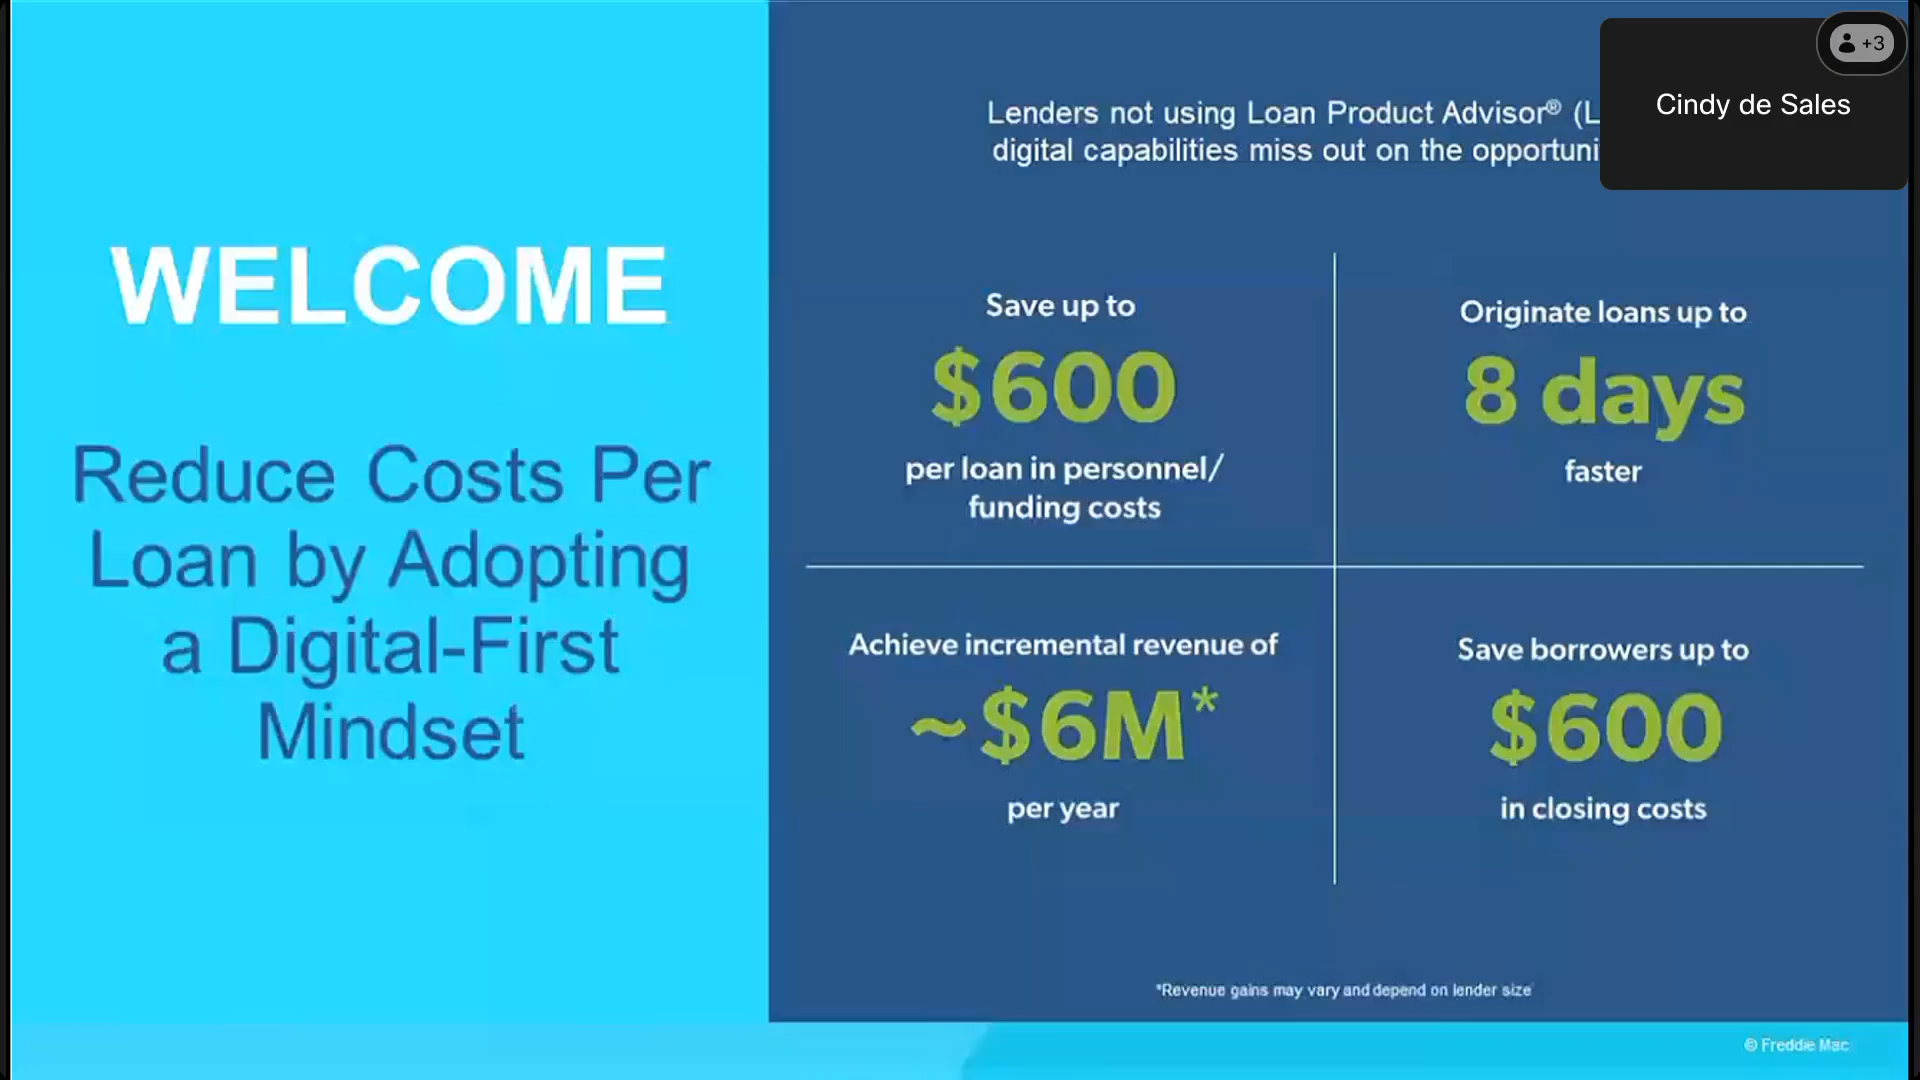 WELCOME
Reduce Costs Per
Loan by Adopting
a Digital-First
Mindset
Lenders not using Loan Product Advisor® (L
digital capabilities miss out on the opportuni
+3
Cindy de Sales
Save up to
$600
per loan in personnel/
funding costs
Originate loans up to
8 days
faster
Achieve incremental revenue of
~$6M*
per year
Save borrowers up to
$600
in closing costs
*Revenue gains may vary and depend on lender size
© Freddie Mac